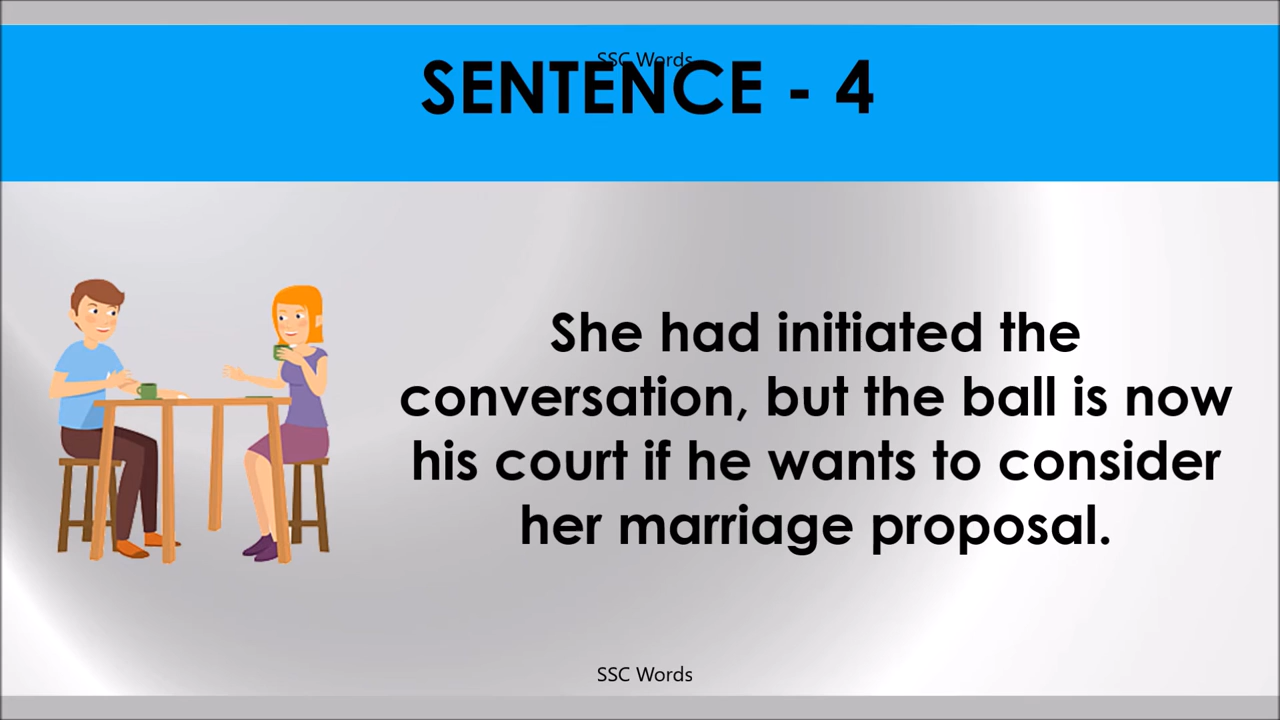 SSC Words
SENTENCE - 4
She had initiated the
conversation, but the ball is now
his court if he wants to consider
her marriage proposal.
SSC Words